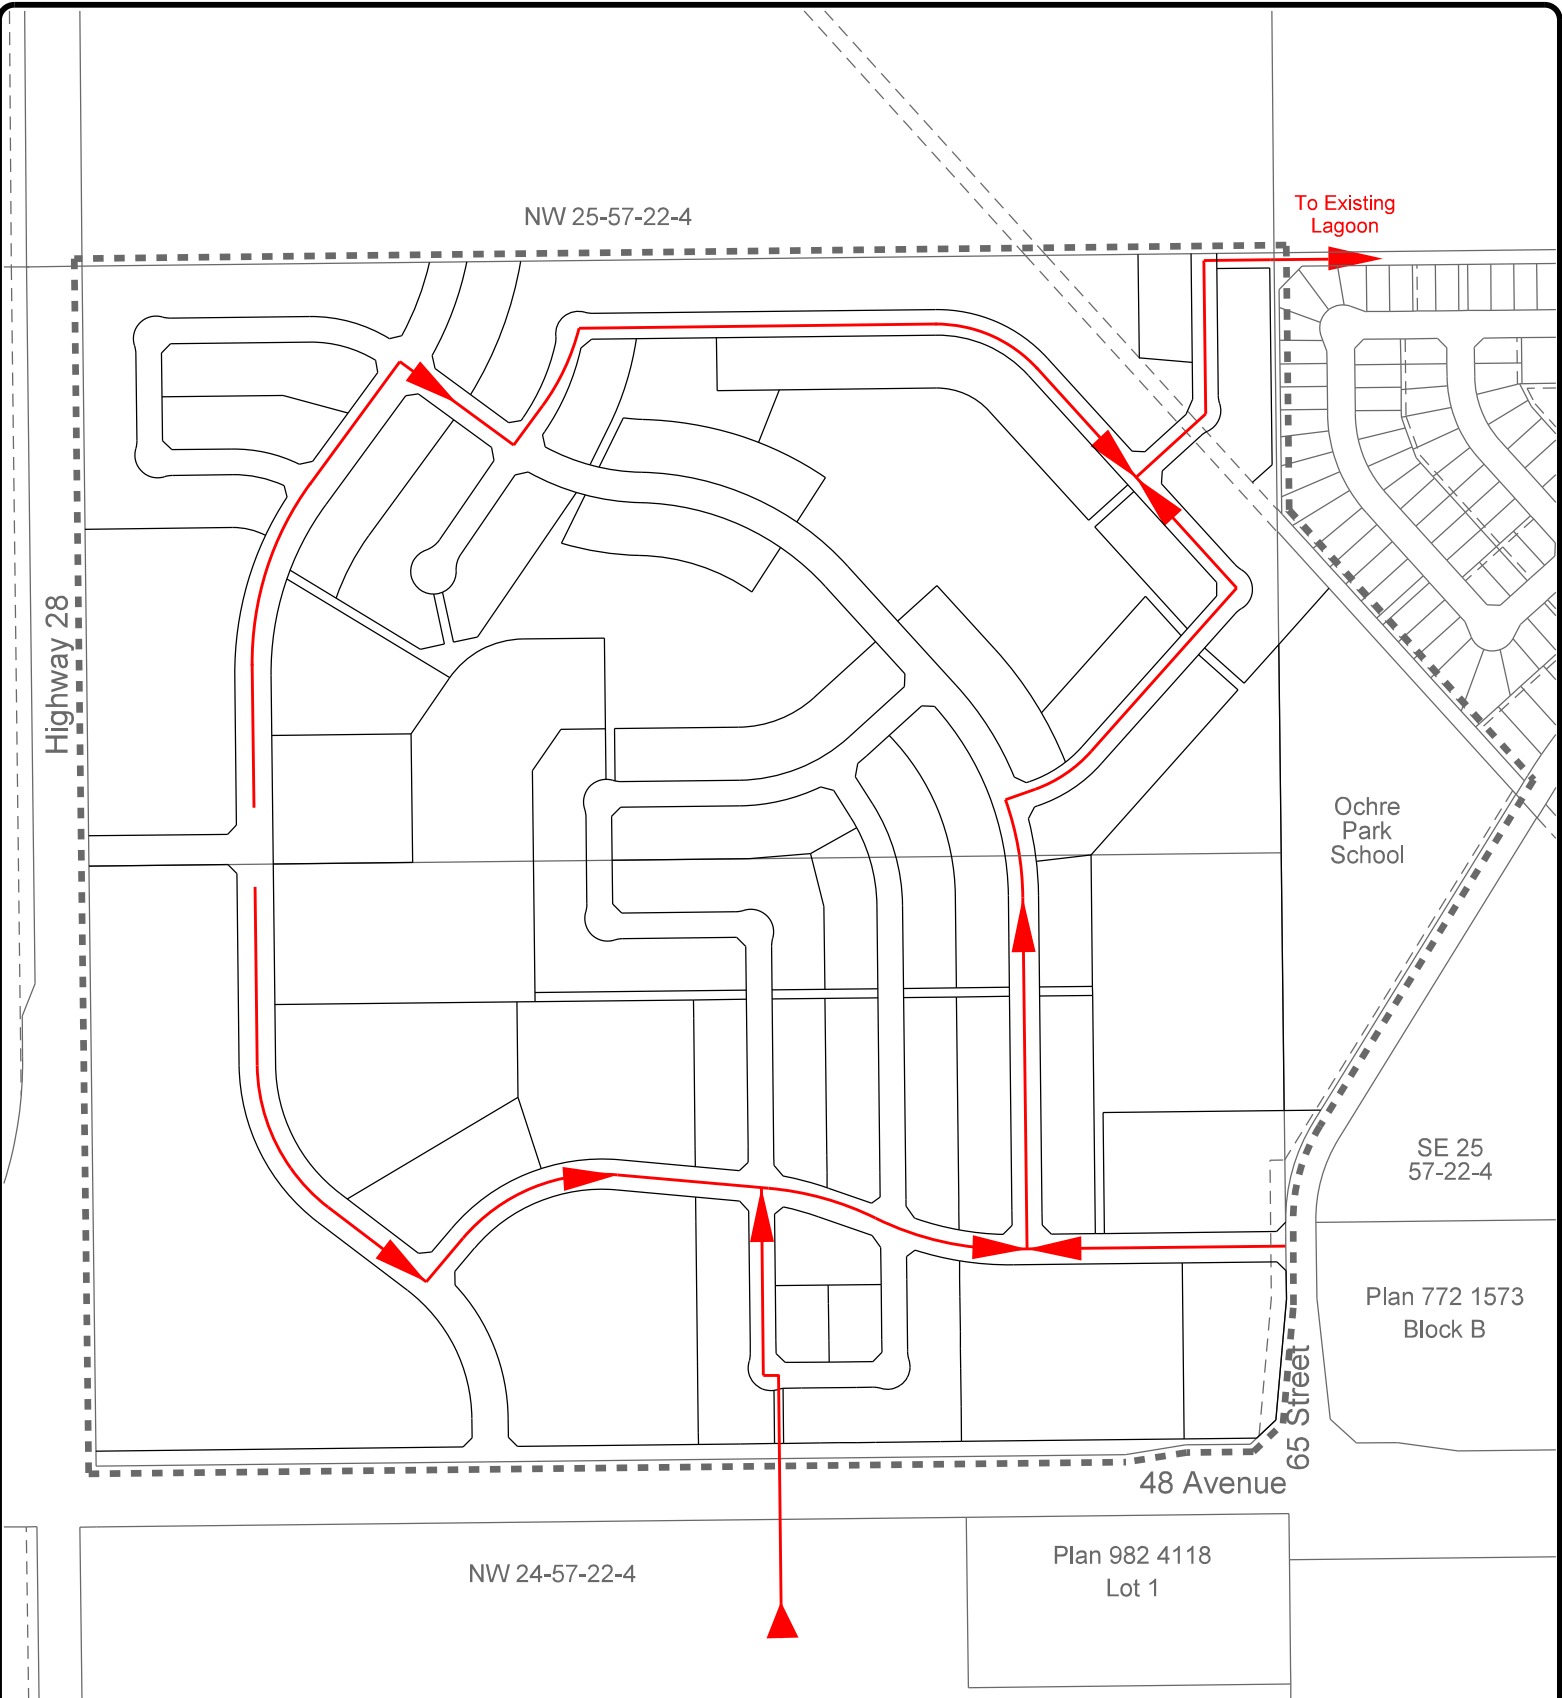 NW 25-57-22-4
To Existing
Lagoon
Highway 28
Ochre
Park
School
SE 25
57-22-4
Plan 772 1573
Block B
65 Street
48 Avenue
NW 24-57-22-4
Plan 982 4118
Lot 1